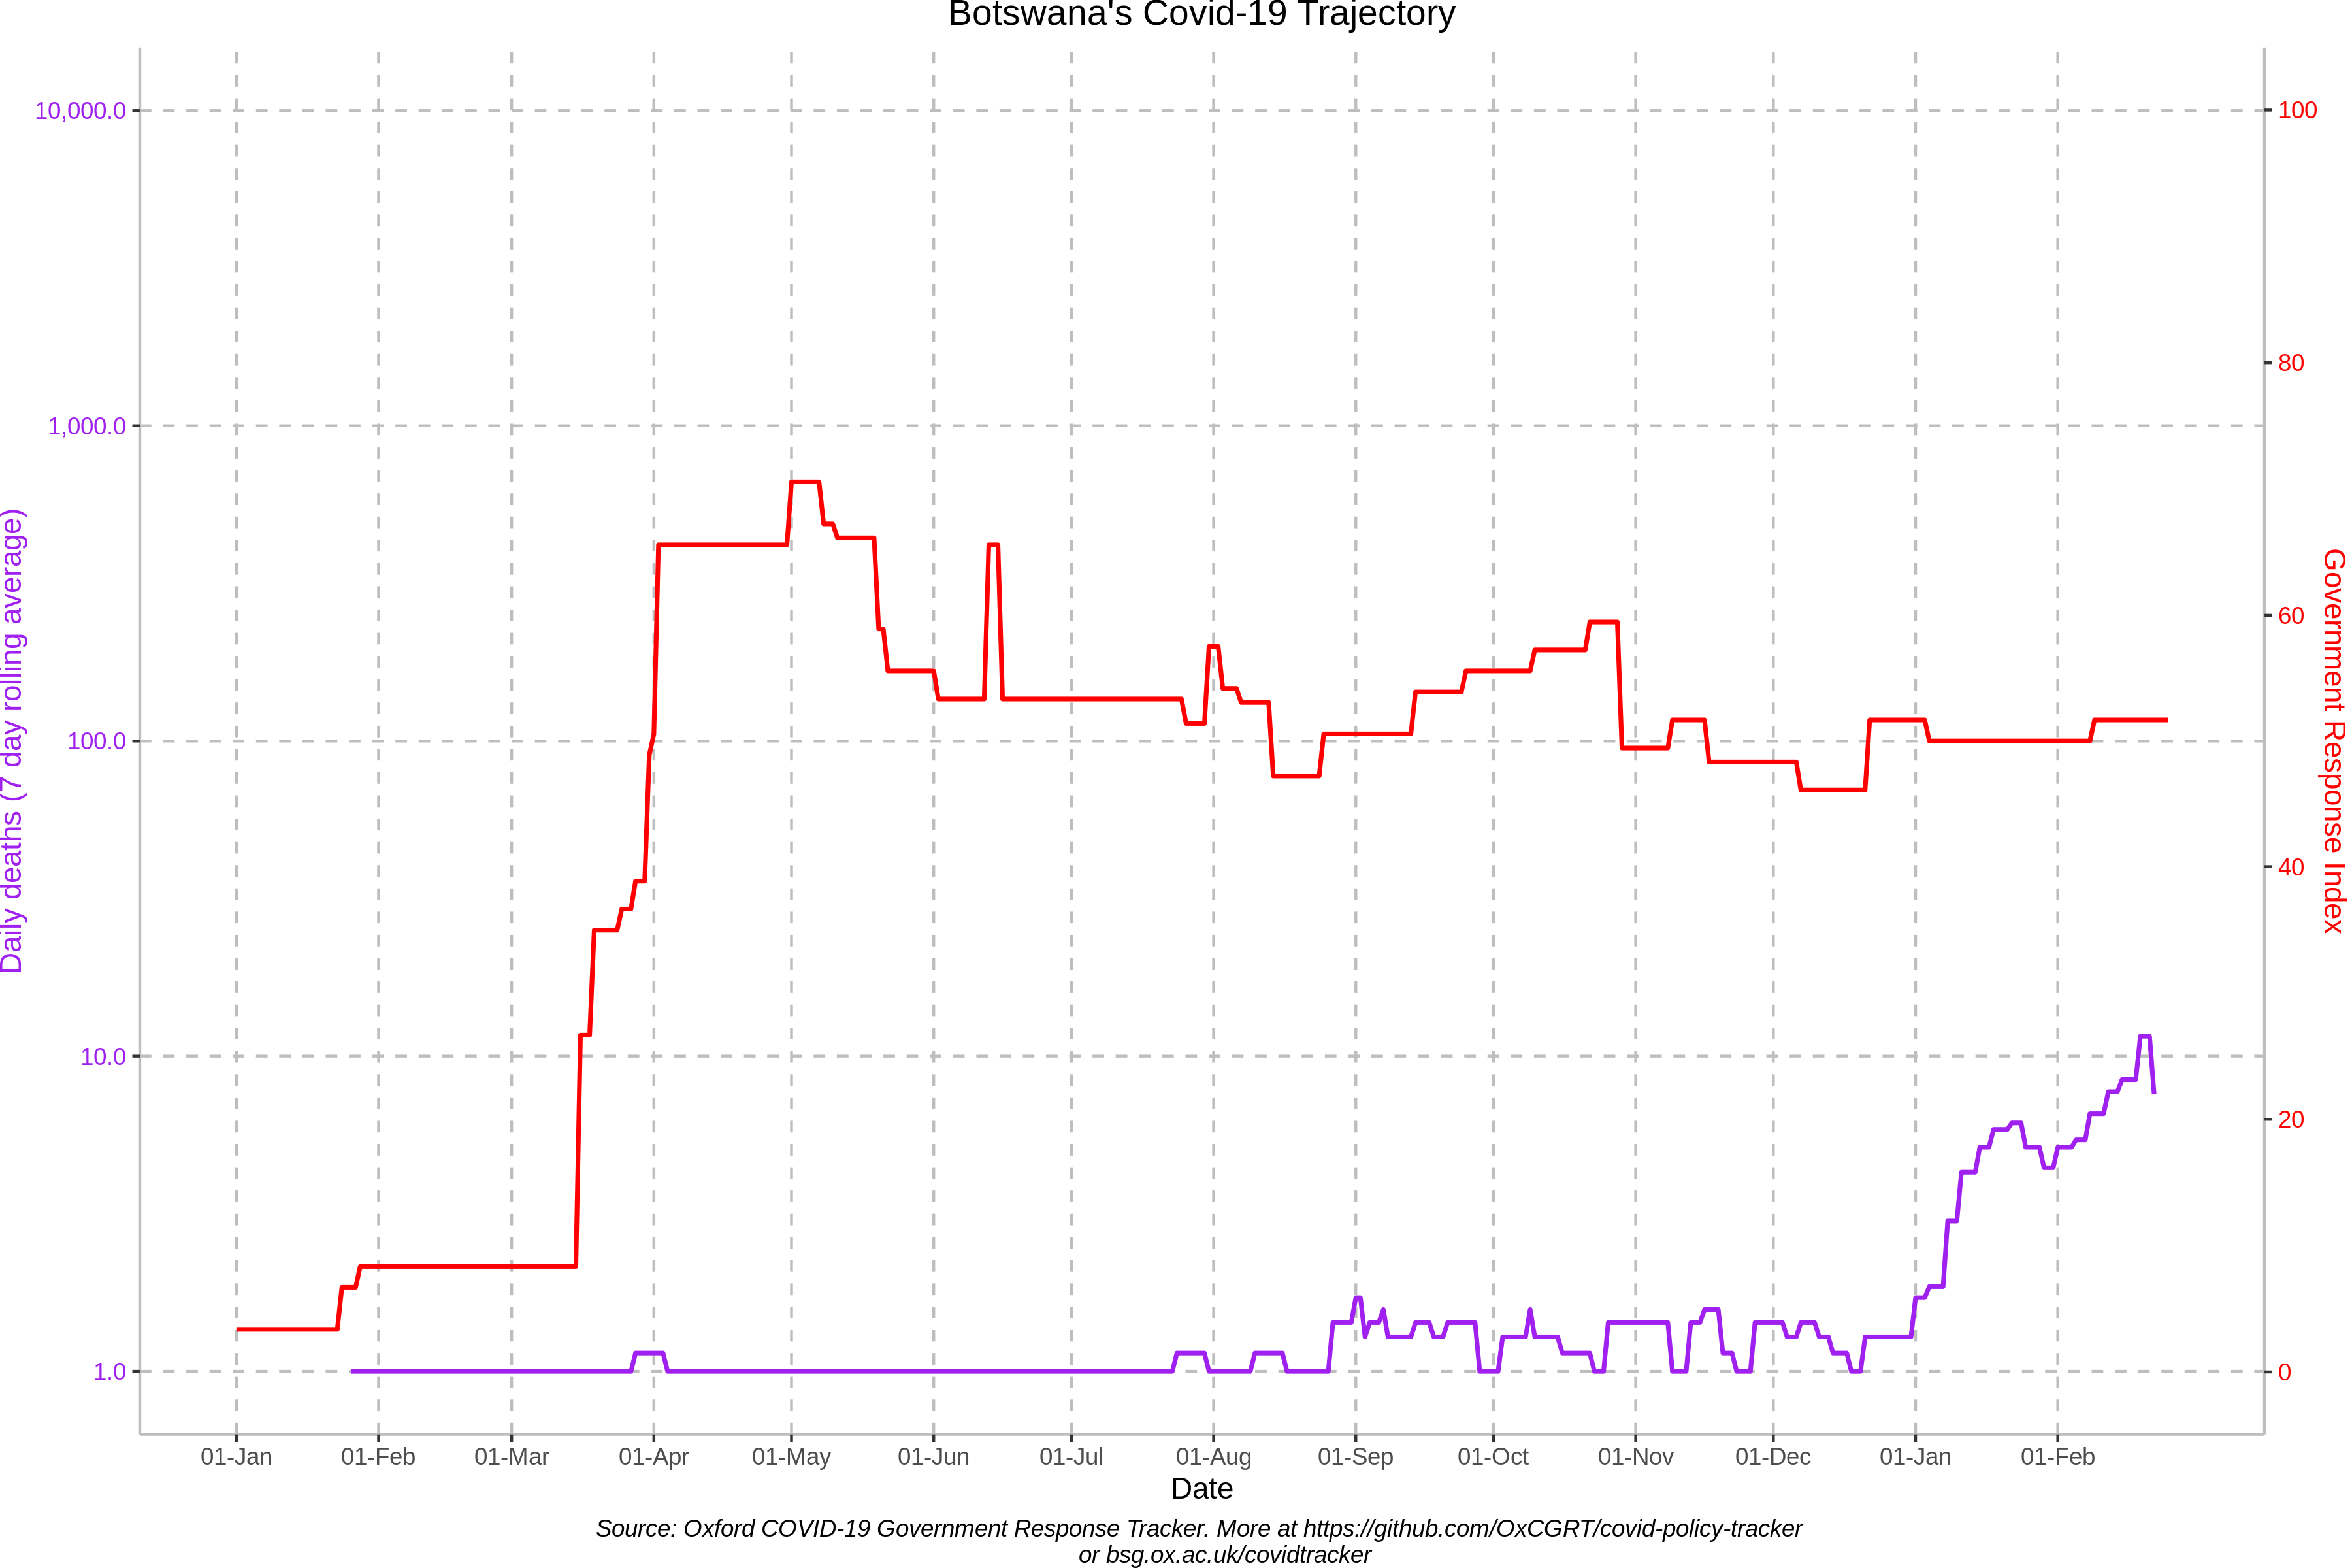 Botswana's Covid-19 Trajectory
10,000.0
1,000.0
100.0
10.0
1.0
Daily deaths (7 day rolling average)
100
80
60
40
20
0
Government Response Index
01-Jan 01-Feb 01-Mar 01-Apr 01-May 01-Jun 01-Jul 01-Aug 01-Sep 01-Oct 01-Nov 01-Dec 01-Jan 01-Feb
Date
Source: Oxford COVID-19 Government Response Tracker. More at https://github.com/OxCGRT/covid-policy-tracker
or bsg.ox.ac.uk/covidtracker